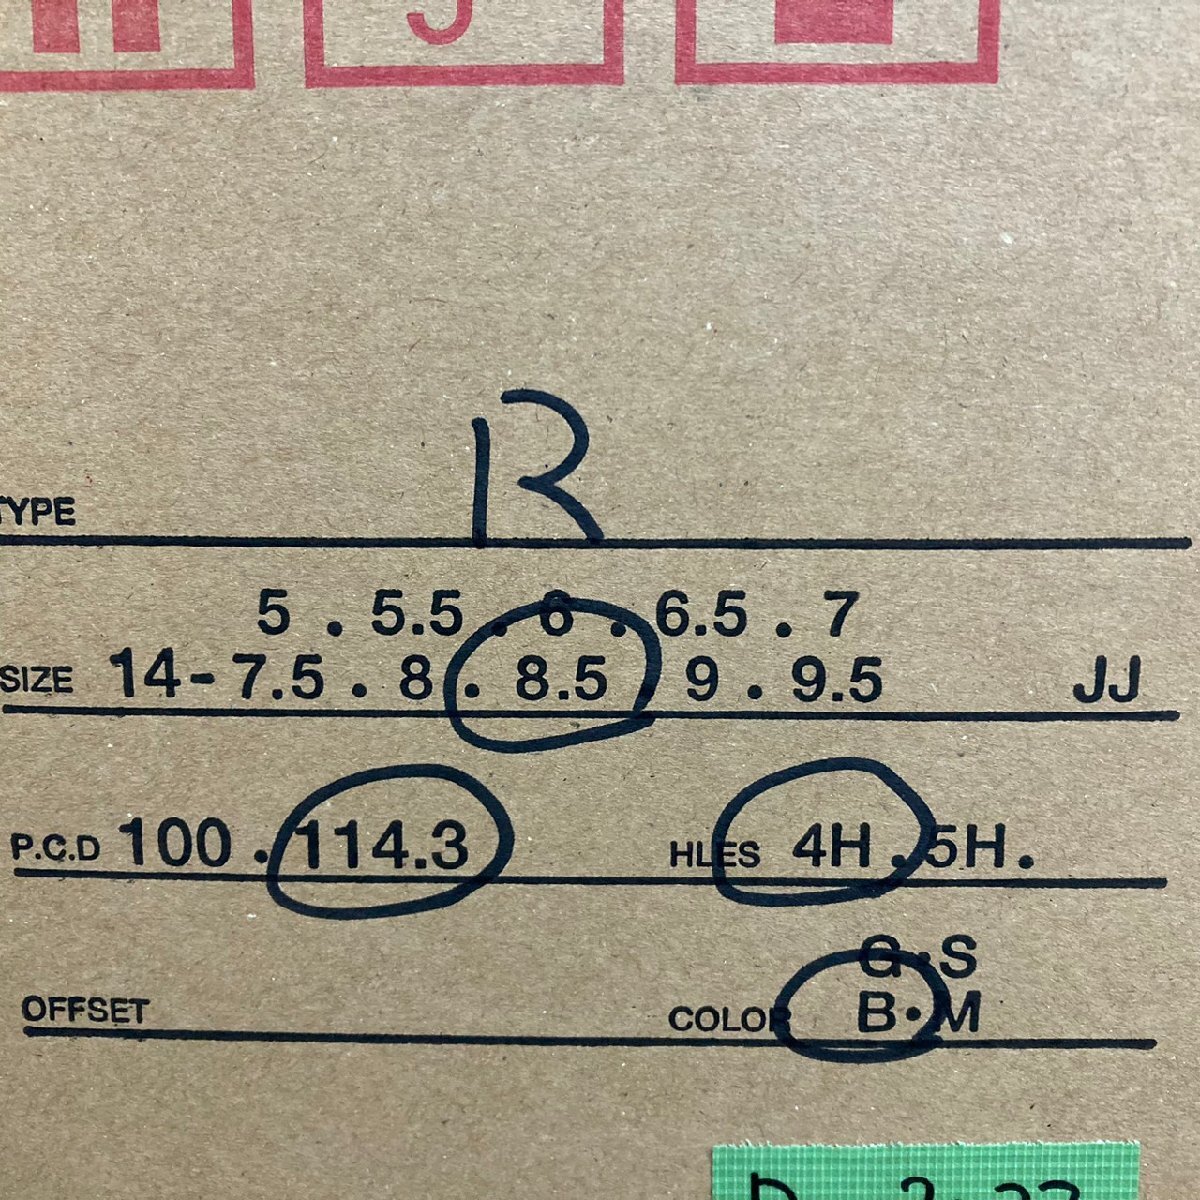 R
TYPE
5 . 5.5 . 6 . 6.5 . 7
SIZE 14- 7.5 . 8 . 8.5 9 . 9.5 JJ
P.C.D 100 . 114.3 HLES 4H . 5H.
G·S
OFFSET COLOR B·M